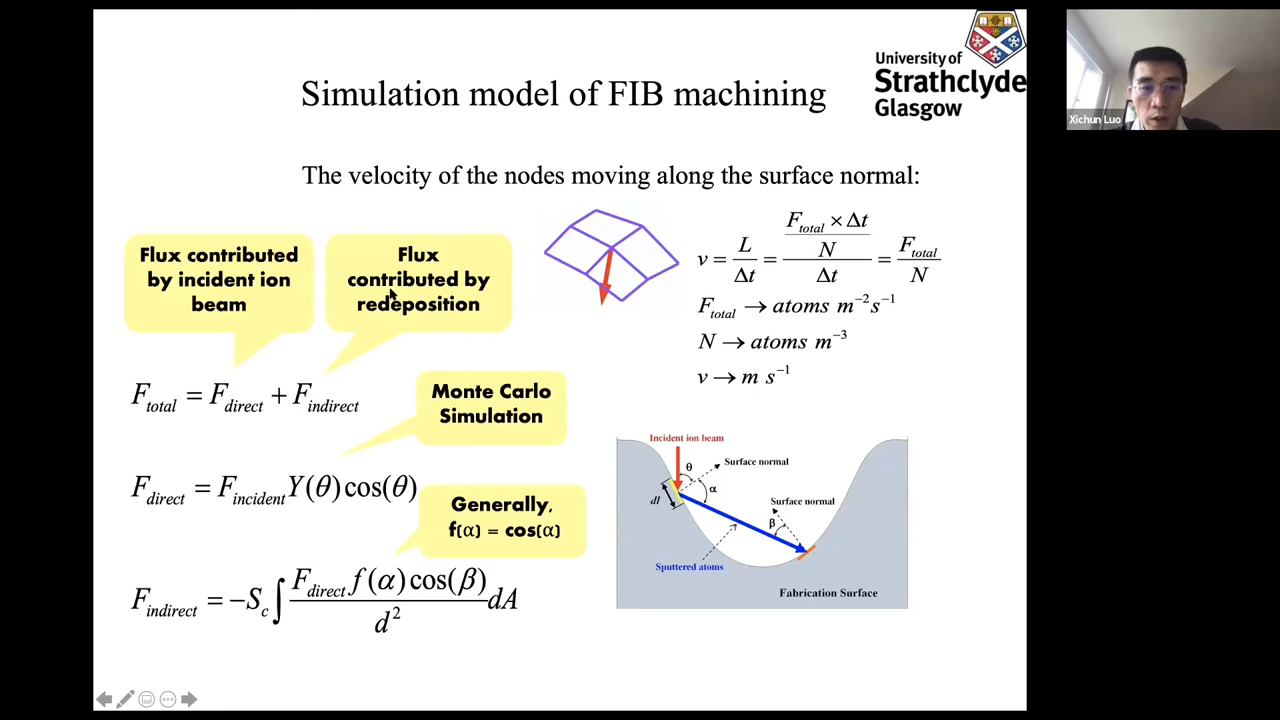 University of
Strathclyde
Glasgow
Xichun Luo
Simulation model of FIB machining
The velocity of the nodes moving along the surface normal:
Flux contributed
by incident ion
beam
Flux
contributed by
redeposition
v = L/Δt = ((F_total × Δt)/N)/Δt = F_total/N
F_total → atoms m⁻² s⁻¹
N → atoms m⁻³
v → m s⁻¹
F_total = F_direct + F_indirect
Monte Carlo
Simulation
F_direct = F_incident Y(θ) cos(θ)
Generally,
f(α) = cos(α)
F_indirect = −S_c ∫ (F_direct f(α) cos(β))/d² dA
Incident ion beam
θ
Surface normal
α
dl
Surface normal
β
Sputtered atoms
Fabrication Surface